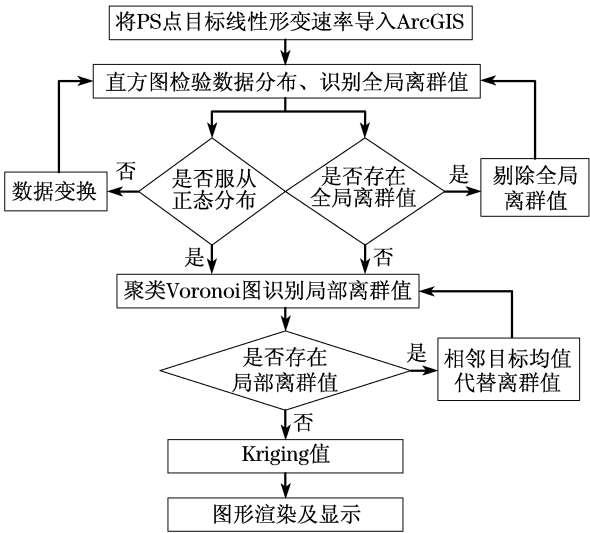 将PS点目标线性形变速率导入ArcGIS
直方图检验数据分布、识别全局离群值
否
是否服从
正态分布
是否存在
全局离群值
是
数据变换
剔除全局
离群值
是
否
聚类Voronoi图识别局部离群值
是否存在
局部离群值
是
相邻目标均值
代替离群值
否
Kriging值
图形渲染及显示